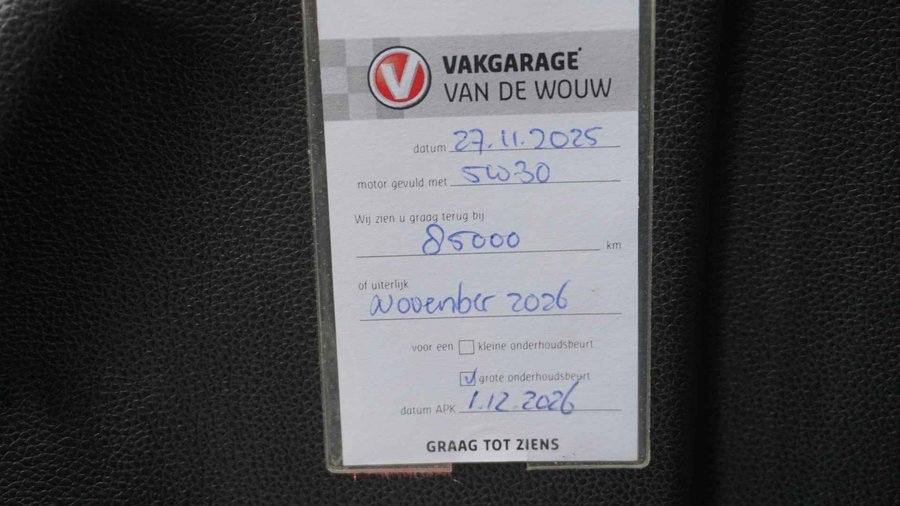 VAKGARAGE
VAN DE WOUW
datum 27.11.2025
motor gevuld met 5W30
Wij zien u graag terug bij
85000 km
of uiterlijk
November 2026
voor een kleine onderhoudsbeurt
grote onderhoudsbeurt
datum APK 1.12.2026
GRAAG TOT ZIENS